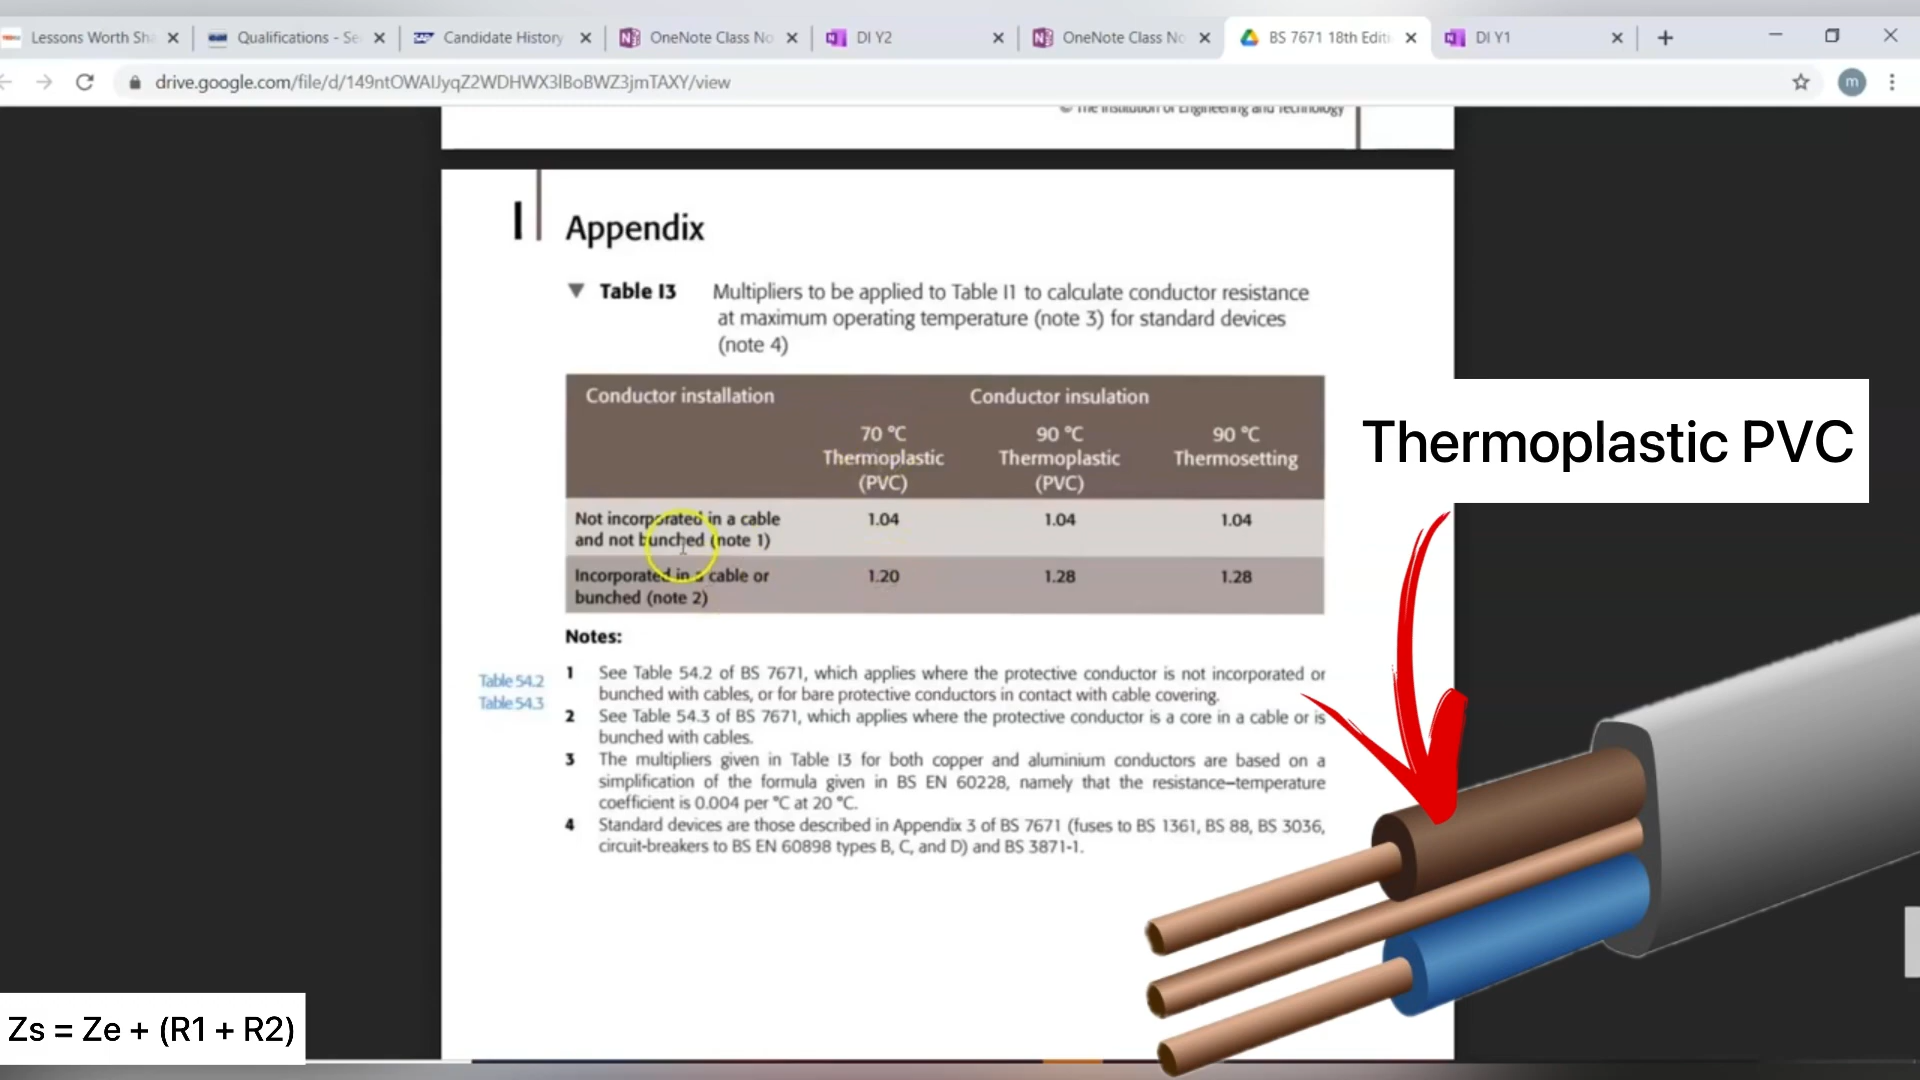 Lessons Worth Sha
Qualifications - Se
Candidate History
OneNote Class No
DI Y2
OneNote Class No
BS 7671 18th Editi
DI Y1
drive.google.com/file/d/149ntOWAIJyqZ2WDHWX3lBoBWZ3jmTAXY/view
m
© The Institution of Engineering and Technology
I Appendix
▼ Table I3 Multipliers to be applied to Table I1 to calculate conductor resistance
at maximum operating temperature (note 3) for standard devices
(note 4)
Conductor installation Conductor insulation
70 °C 90 °C 90 °C
Thermoplastic Thermoplastic Thermosetting
(PVC) (PVC)
Not incorporated in a cable 1.04 1.04 1.04
and not bunched (note 1)
Incorporated in a cable or 1.20 1.28 1.28
bunched (note 2)
Notes:
Table 54.2
Table 54.3
1 See Table 54.2 of BS 7671, which applies where the protective conductor is not incorporated or
bunched with cables, or for bare protective conductors in contact with cable covering.
2 See Table 54.3 of BS 7671, which applies where the protective conductor is a core in a cable or is
bunched with cables.
3 The multipliers given in Table I3 for both copper and aluminium conductors are based on a
simplification of the formula given in BS EN 60228, namely that the resistance–temperature
coefficient is 0.004 per °C at 20 °C.
4 Standard devices are those described in Appendix 3 of BS 7671 (fuses to BS 1361, BS 88, BS 3036,
circuit-breakers to BS EN 60898 types B, C, and D) and BS 3871-1.
Thermoplastic PVC
Zs = Ze + (R1 + R2)